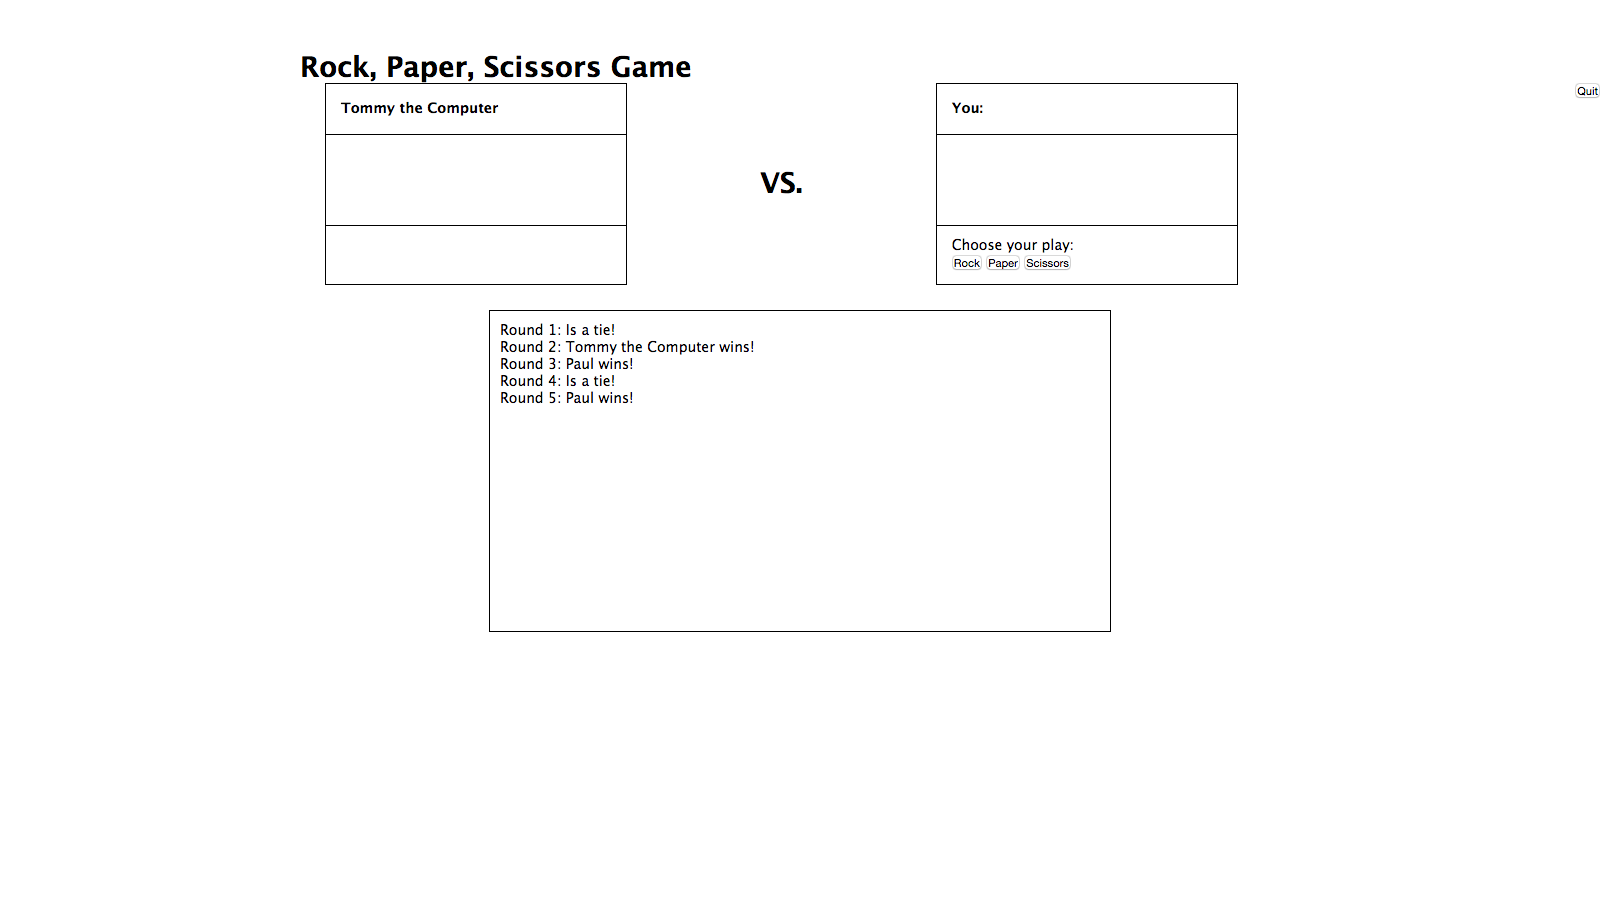 Rock, Paper, Scissors Game
Tommy the Computer
You:
Quit
VS.
Choose your play:
Rock Paper Scissors
Round 1: Is a tie!
Round 2: Tommy the Computer wins!
Round 3: Paul wins!
Round 4: Is a tie!
Round 5: Paul wins!